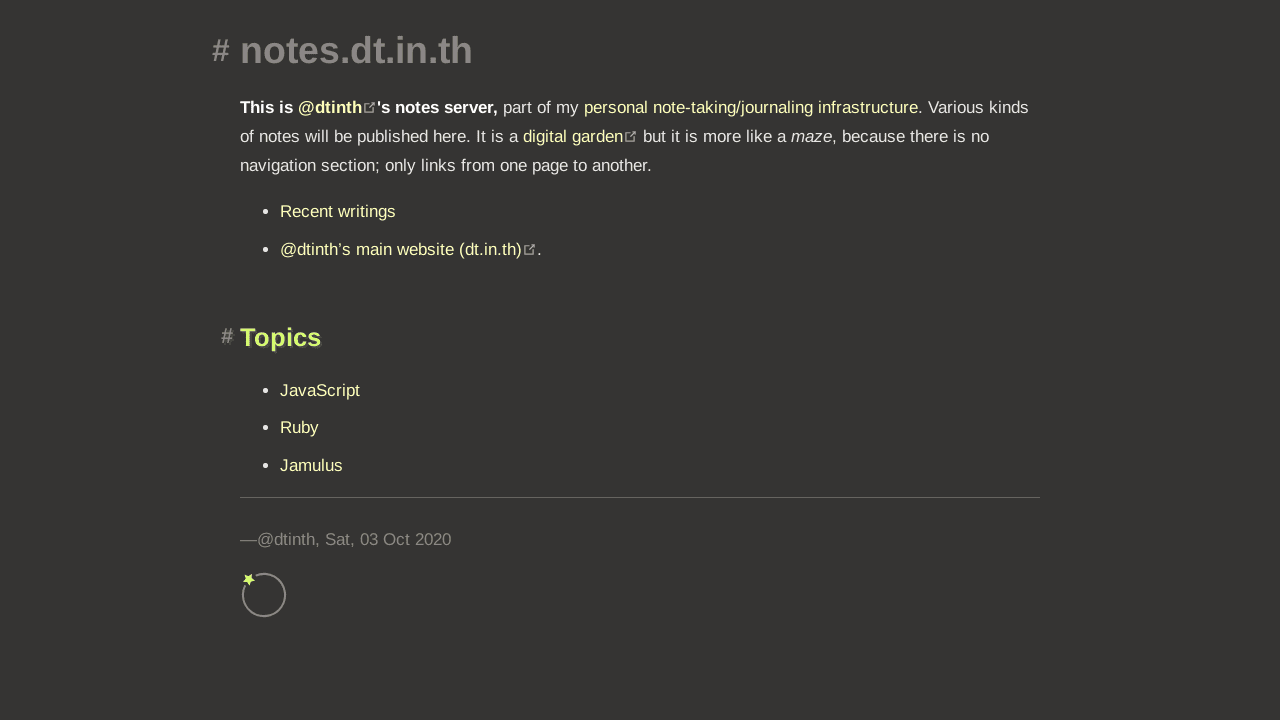 # notes.dt.in.th
This is @dtinth's notes server, part of my personal note-taking/journaling infrastructure. Various kinds
of notes will be published here. It is a digital garden but it is more like a maze, because there is no
navigation section; only links from one page to another.
• Recent writings
• @dtinth’s main website (dt.in.th).
# Topics
• JavaScript
• Ruby
• Jamulus
—@dtinth, Sat, 03 Oct 2020